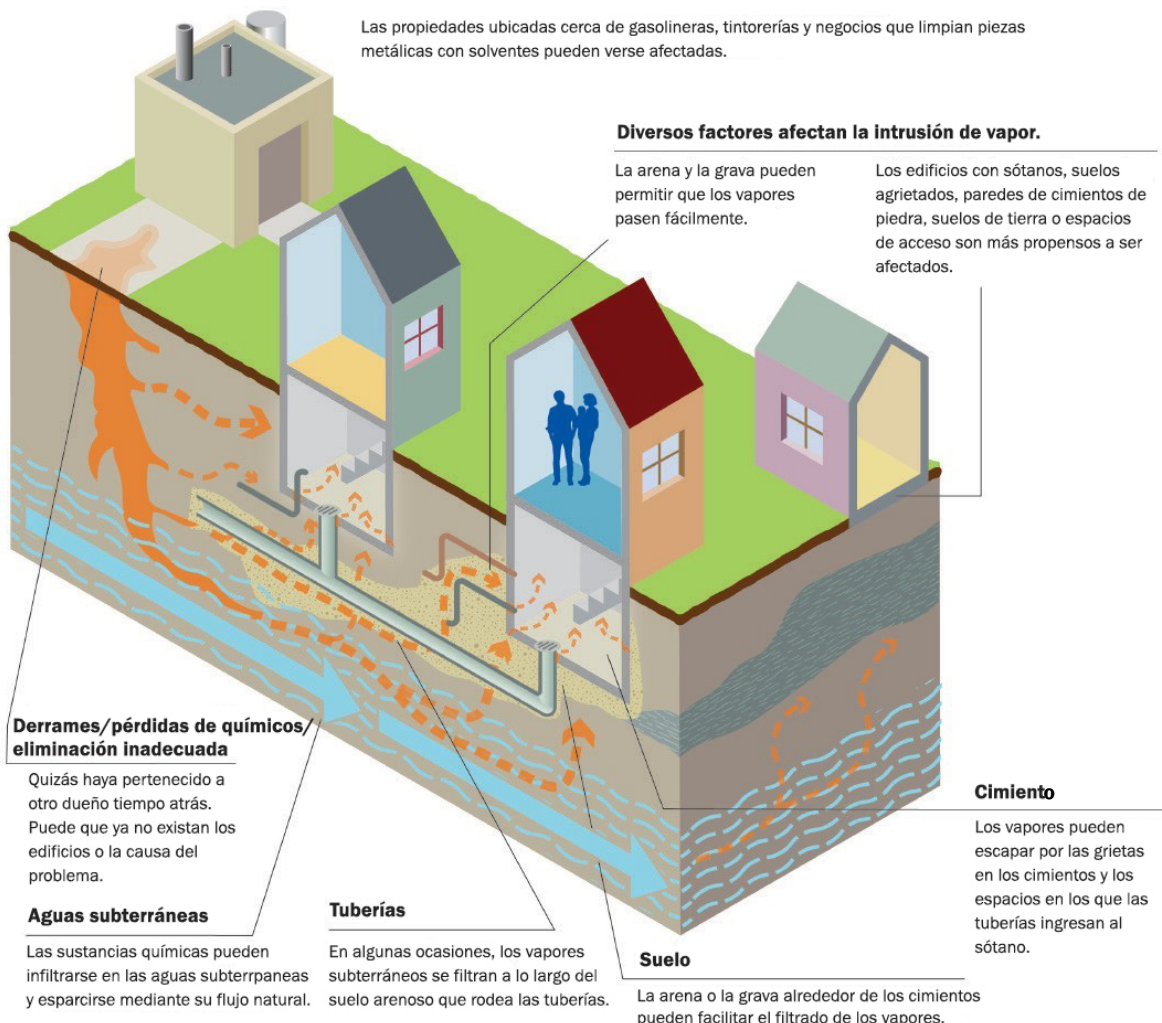 Las propiedades ubicadas cerca de gasolineras, tintorerías y negocios que limpian piezas
metálicas con solventes pueden verse afectadas.
Diversos factores afectan la intrusión de vapor.
La arena y la grava pueden
permitir que los vapores
pasen fácilmente.
Los edificios con sótanos, suelos
agrietados, paredes de cimientos de
piedra, suelos de tierra o espacios
de acceso son más propensos a ser
afectados.
Derrames/pérdidas de químicos/
eliminación inadecuada
Quizás haya pertenecido a
otro dueño tiempo atrás.
Puede que ya no existan los
edificios o la causa del
problema.
Aguas subterráneas
Las sustancias químicas pueden
infiltrarse en las aguas subterrpaneas
y esparcirse mediante su flujo natural.
Tuberías
En algunas ocasiones, los vapores
subterráneos se filtran a lo largo del
suelo arenoso que rodea las tuberías.
Suelo
La arena o la grava alrededor de los cimientos
pueden facilitar el filtrado de los vapores.
Cimiento
Los vapores pueden
escapar por las grietas
en los cimientos y los
espacios en los que las
tuberías ingresan al
sótano.